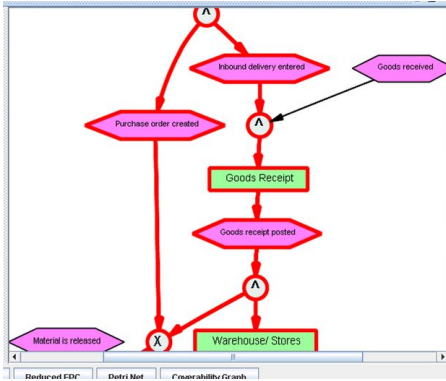 Λ
Inbound delivery entered
Goods received
Purchase order created
Λ
Goods Receipt
Goods receipt posted
Λ
Material is released
X
Warehouse/ Stores
Reduced EPC
Petri Net
Coverability Graph